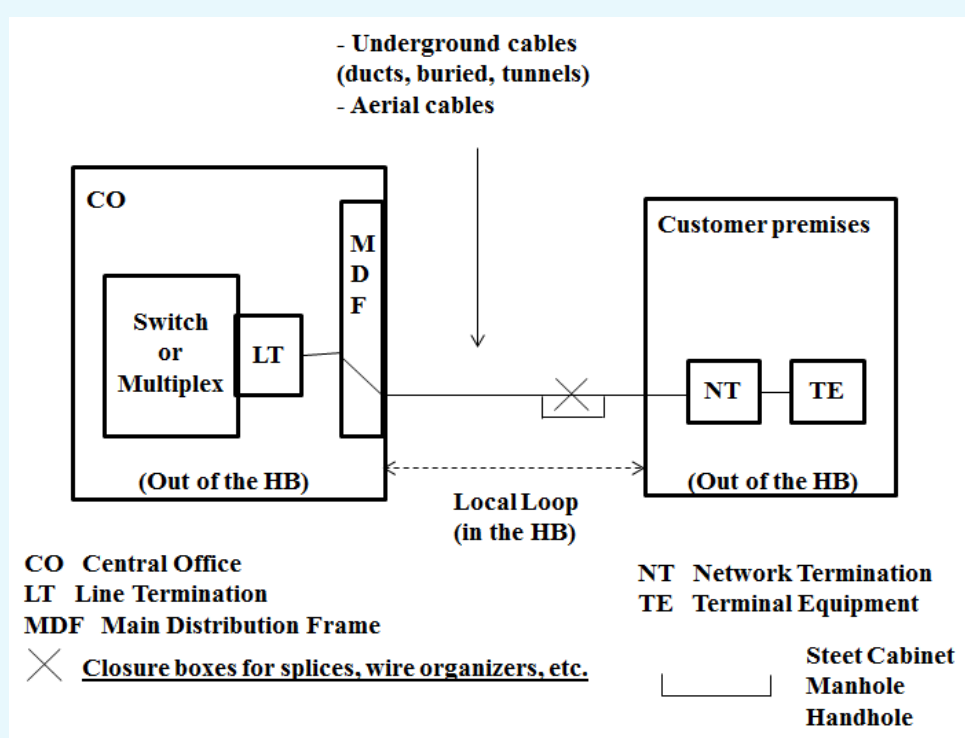 - Underground cables
(ducts, buried, tunnels)
- Aerial cables
CO
M
D
F
Switch
or
Multiplex
LT
(Out of the HB)
Customer premises
NT
TE
(Out of the HB)
Local Loop
(in the HB)
CO Central Office
LT Line Termination
MDF Main Distribution Frame
Closure boxes for splices, wire organizers, etc.
NT Network Termination
TE Terminal Equipment
Steet Cabinet
Manhole
Handhole